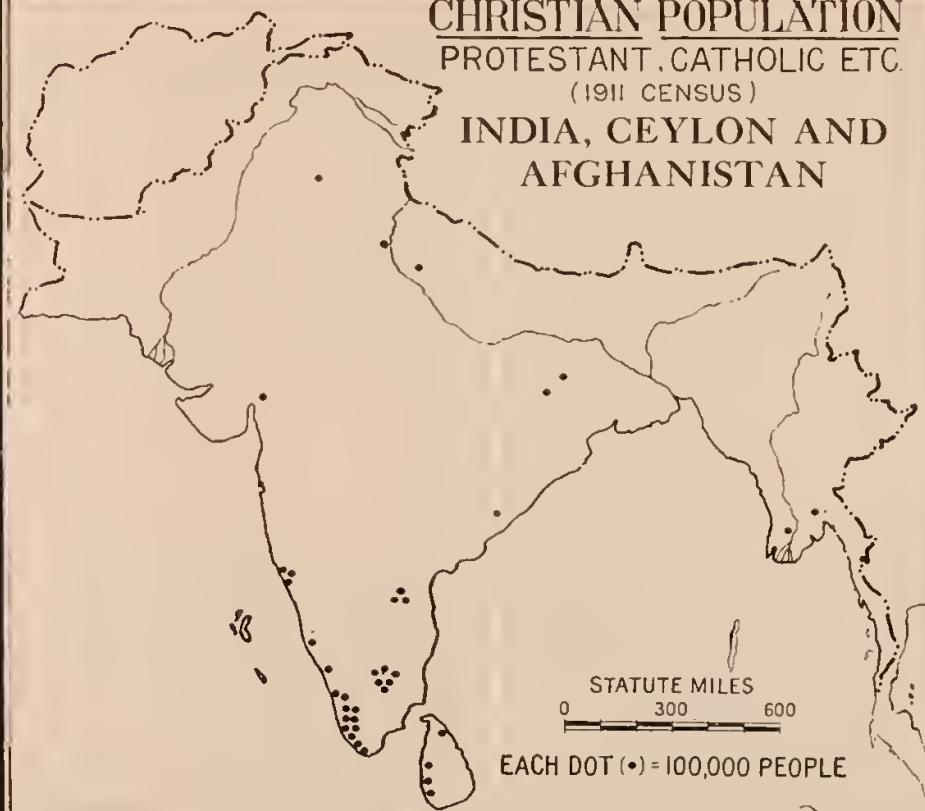 CHRISTIAN POPULATION
PROTESTANT, CATHOLIC ETC.
(1911 CENSUS)
INDIA, CEYLON AND
AFGHANISTAN
STATUTE MILES
0 300 600
EACH DOT (•) = 100,000 PEOPLE